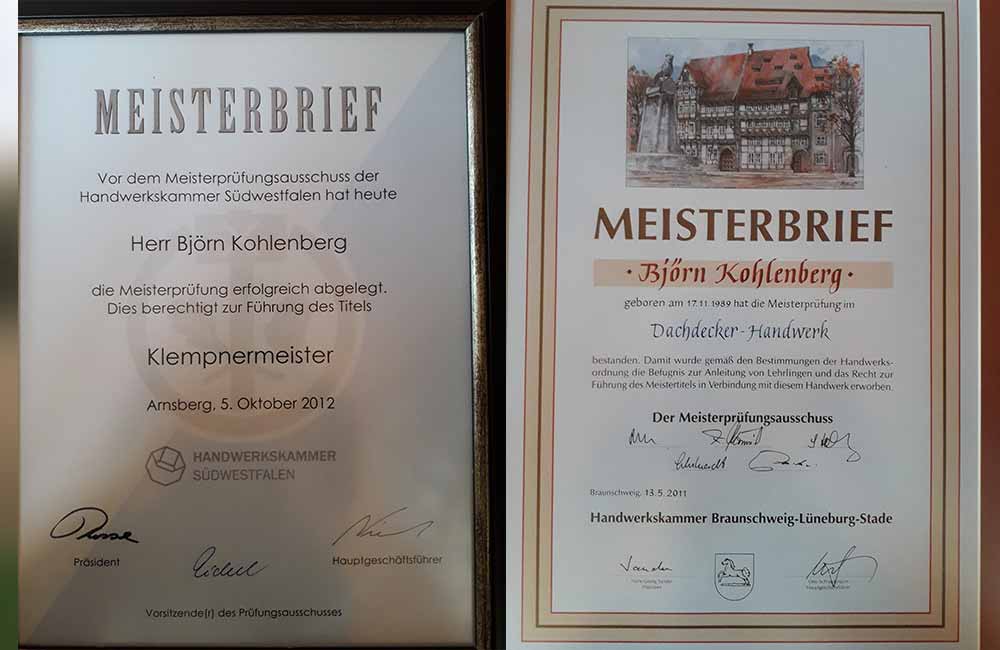 MEISTERBRIEF
Vor dem Meisterprüfungsausschuss der
Handwerkskammer Südwestfalen hat heute
Herr Björn Kohlenberg
die Meisterprüfung erfolgreich abgelegt.
Dies berechtigt zur Führung des Titels
Klempnermeister
Arnsberg, 5. Oktober 2012
HANDWERKSKAMMER
SÜDWESTFALEN
Präsident
Hauptgeschäftsführer
Vorsitzende(r) des Prüfungsausschusses
MEISTERBRIEF
· Björn Kohlenberg ·
geboren am 17.11.1989 hat die Meisterprüfung im
Dachdecker-Handwerk
bestanden. Damit wurde gemäß den Bestimmungen der Handwerks-
ordnung die Befugnis zur Anleitung von Lehrlingen und das Recht zur
Führung des Meistertitels in Verbindung mit diesem Handwerk erworben.
Der Meisterprüfungsausschuss
Braunschweig, 13.5.2011
Handwerkskammer Braunschweig-Lüneburg-Stade
Präsident
Hauptgeschäftsführer